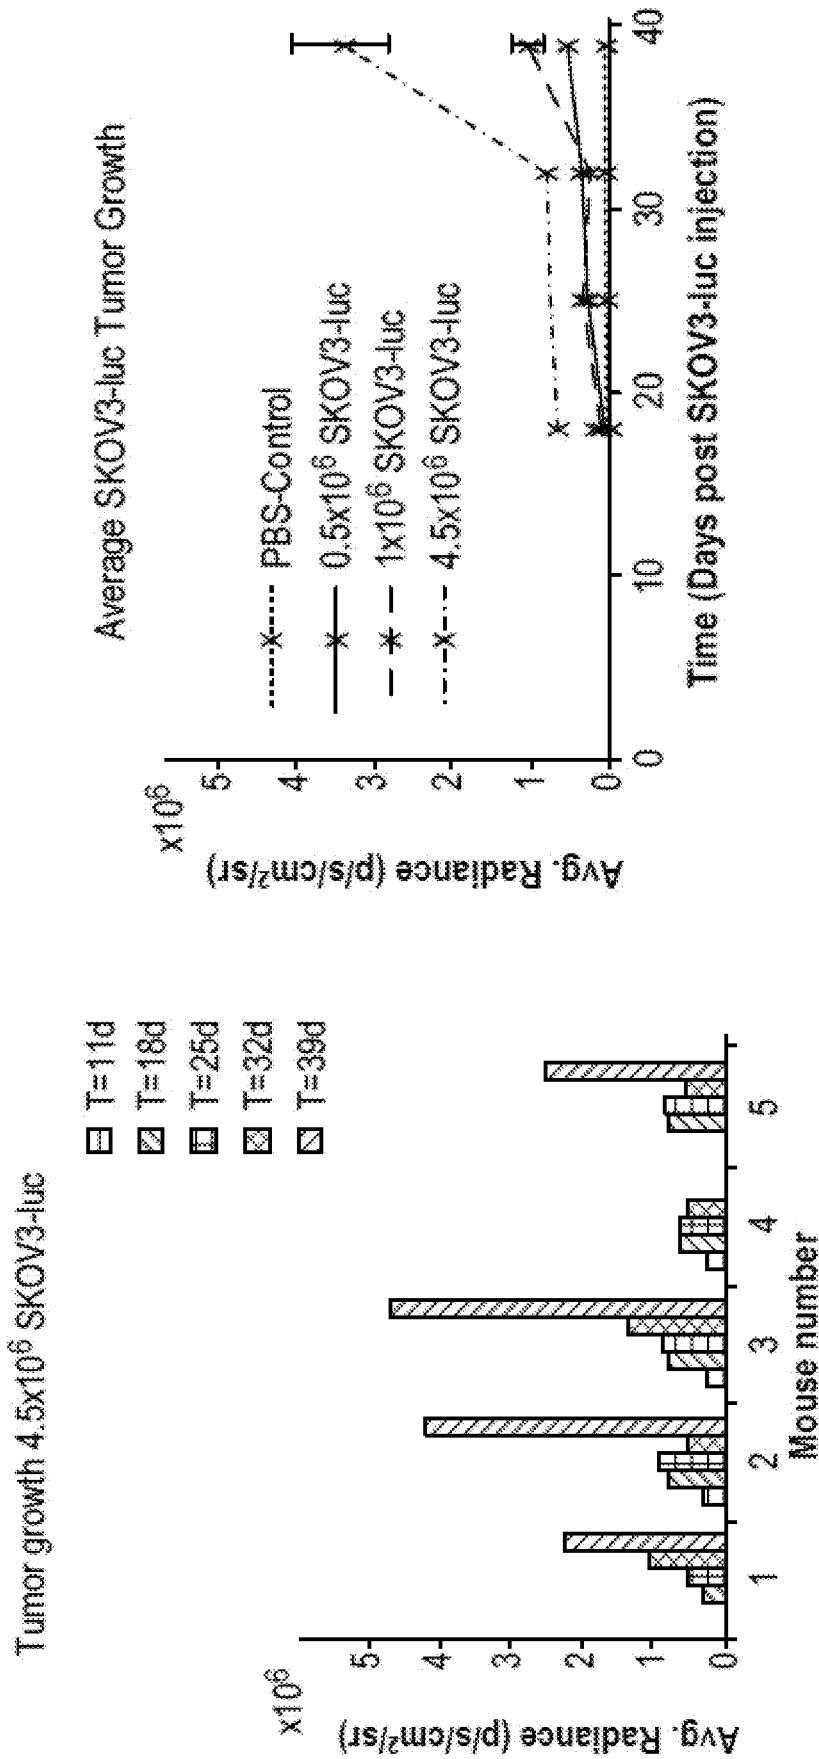 Tumor growth 4.5x10⁶ SKOV3-luc
T=11d
T=18d
T=25d
T=32d
T=39d
x10⁶
5
4
3
2
1
0
Avg. Radiance (p/s/cm²/sr)
1
2
3
4
5
Mouse number
Average SKOV3-luc Tumor Growth
x10⁶
5
4
3
2
1
0
Avg. Radiance (p/s/cm²/sr)
PBS-Control
0.5x10⁶ SKOV3-luc
1x10⁶ SKOV3-luc
4.5x10⁶ SKOV3-luc
0
10
20
30
40
Time (Days post SKOV3-luc injection)